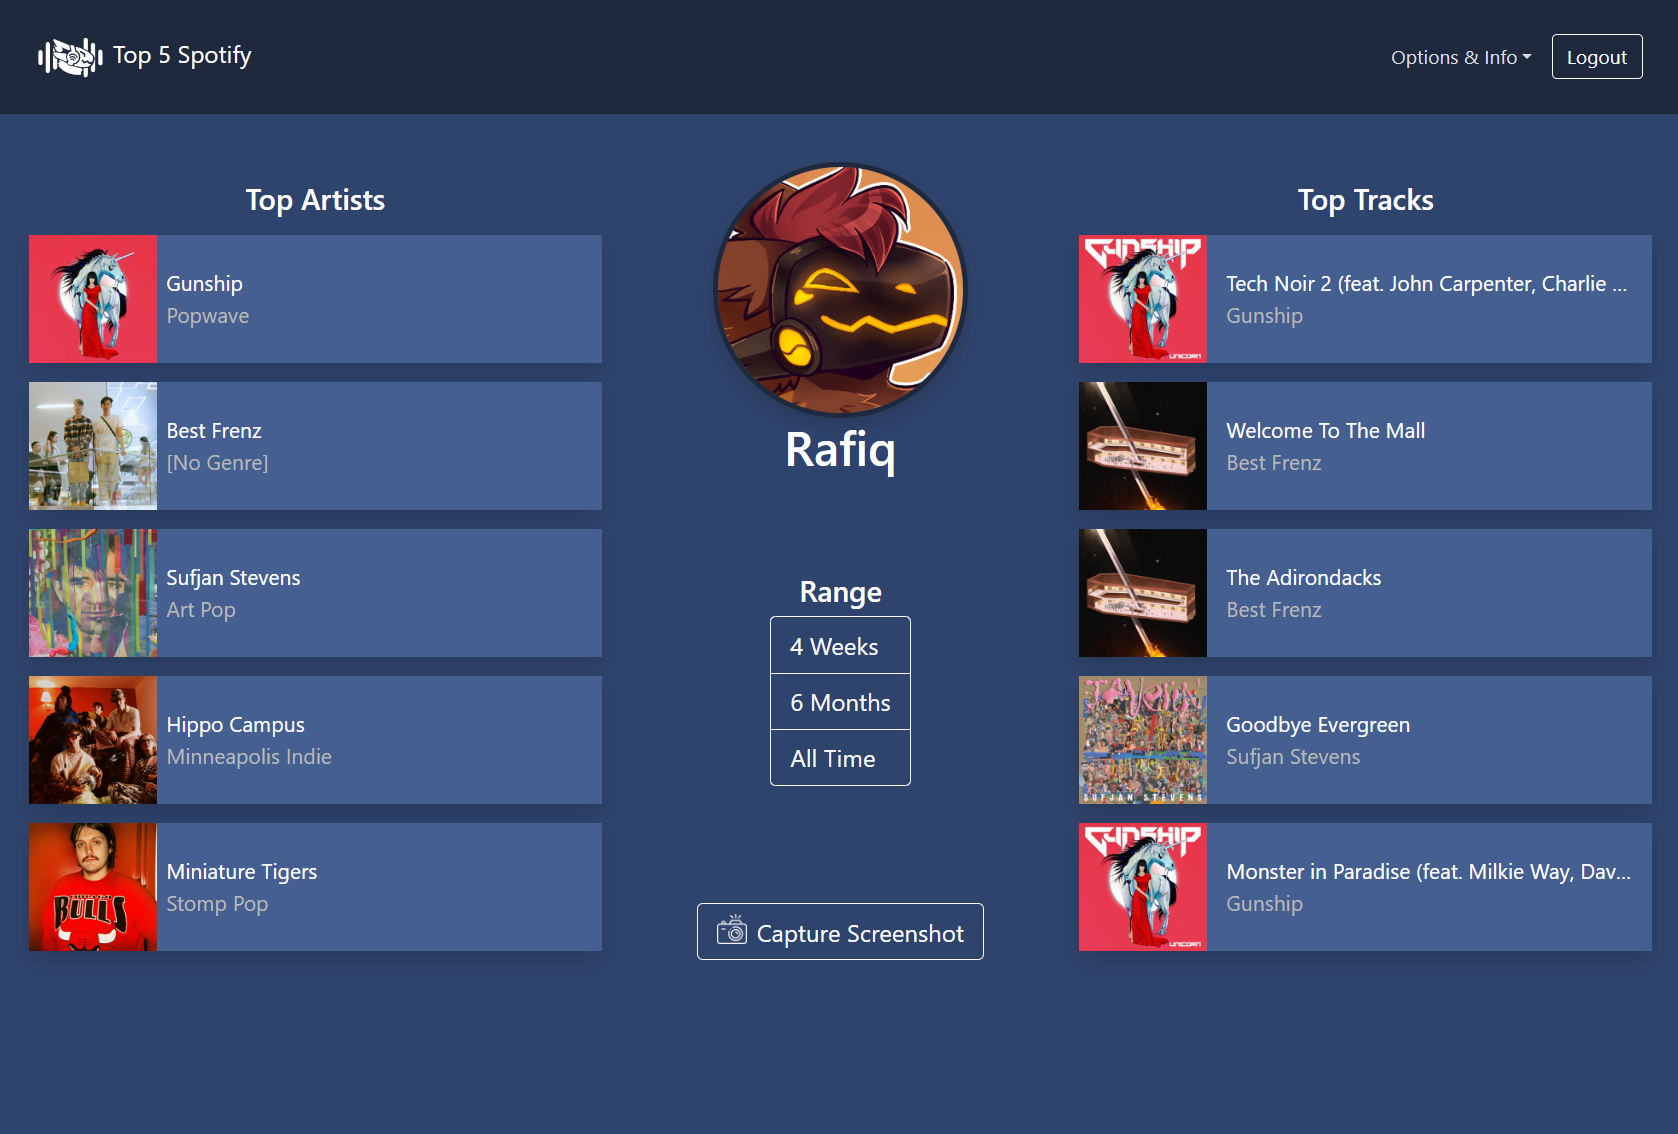 Top 5 Spotify
Options & Info
Logout
Top Artists
Gunship
Popwave
Best Frenz
[No Genre]
Sufjan Stevens
Art Pop
Hippo Campus
Minneapolis Indie
BULLS
Miniature Tigers
Stomp Pop
Rafiq
Range
4 Weeks
6 Months
All Time
Capture Screenshot
Top Tracks
GUNSHIP
UNICORN
Tech Noir 2 (feat. John Carpenter, Charlie ...
Gunship
Welcome To The Mall
Best Frenz
The Adirondacks
Best Frenz
JAVELIN
SUFJAN STEVENS
Goodbye Evergreen
Sufjan Stevens
GUNSHIP
UNICORN
Monster in Paradise (feat. Milkie Way, Dav...
Gunship